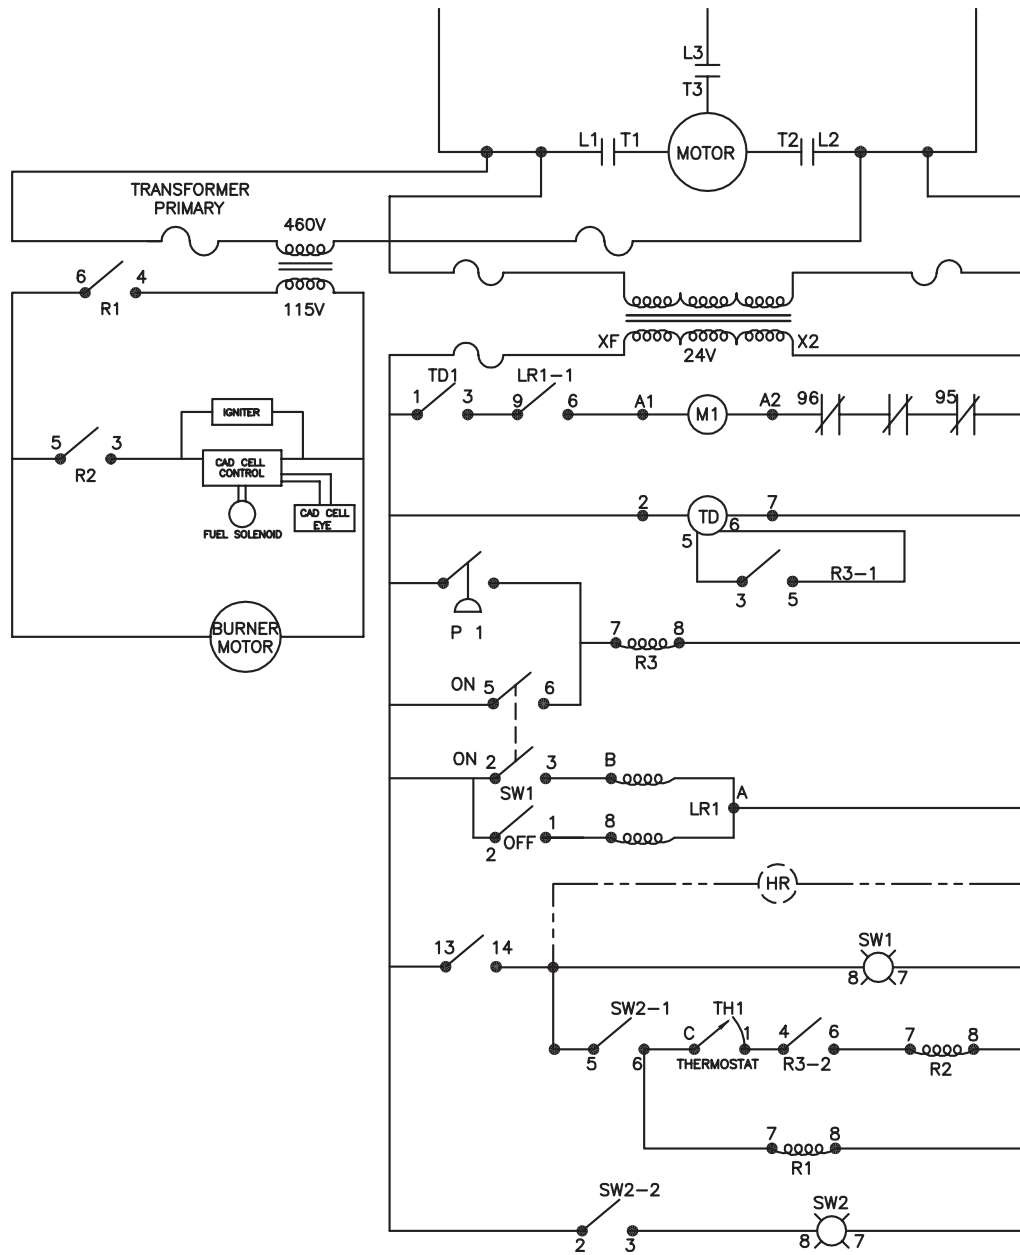 L3
T3
L1 T1 MOTOR T2 L2
TRANSFORMER
PRIMARY
460V
6 4
R1
115V
XF 24V X2
TD1 LR1-1
1 3 9 6 A1 M1 A2 96 95
IGNITER
5 3
R2
CAD CELL
CONTROL
CAD CELL
EYE
FUEL SOLENOID
2 TD 7
5 6
R3-1
3 5
P 1
7 8
R3
BURNER
MOTOR
ON 5 6
ON 2 3 B
SW1
A
LR1
2 OFF 1 8
HR
13 14
SW1
8 7
SW2-1 TH1
5 6 C 1 4 6 7 8
THERMOSTAT R3-2 R2
7 8
R1
SW2-2
2 3
SW2
8 7